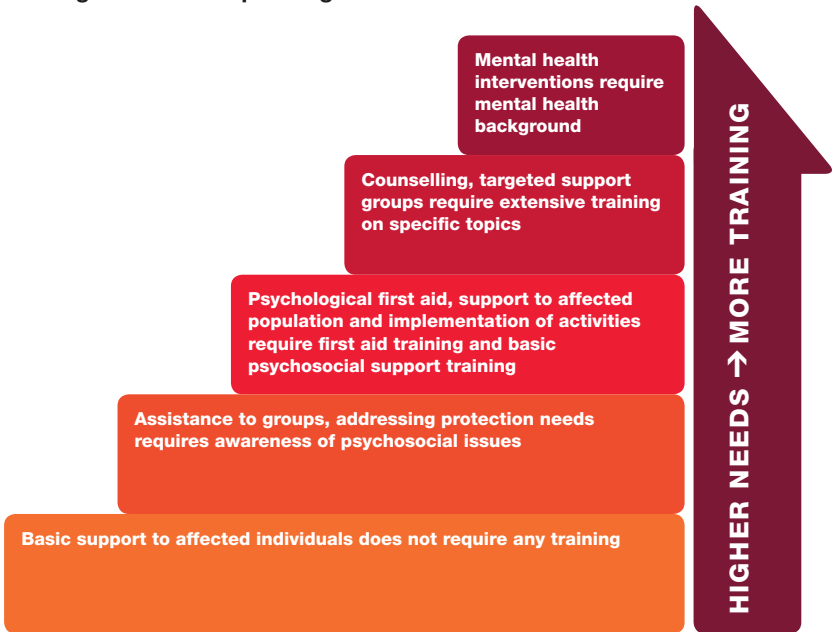 Mental health
interventions require
mental health
background
Counselling, targeted support
groups require extensive training
on specific topics
Psychological first aid, support to affected
population and implementation of activities
require first aid training and basic
psychosocial support training
Assistance to groups, addressing protection needs
requires awareness of psychosocial issues
Basic support to affected individuals does not require any training
HIGHER NEEDS → MORE TRAINING